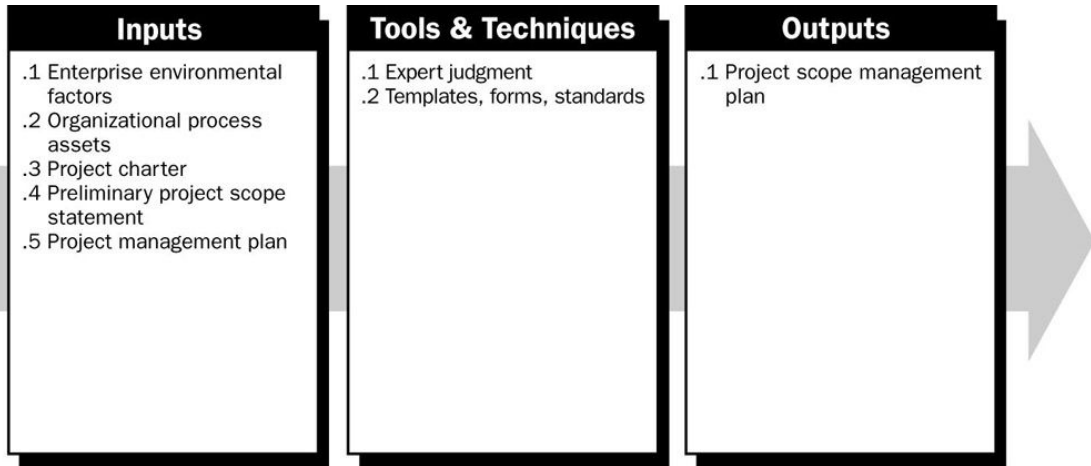 Inputs
.1 Enterprise environmental
factors
.2 Organizational process
assets
.3 Project charter
.4 Preliminary project scope
statement
.5 Project management plan
Tools & Techniques
.1 Expert judgment
.2 Templates, forms, standards
Outputs
.1 Project scope management
plan